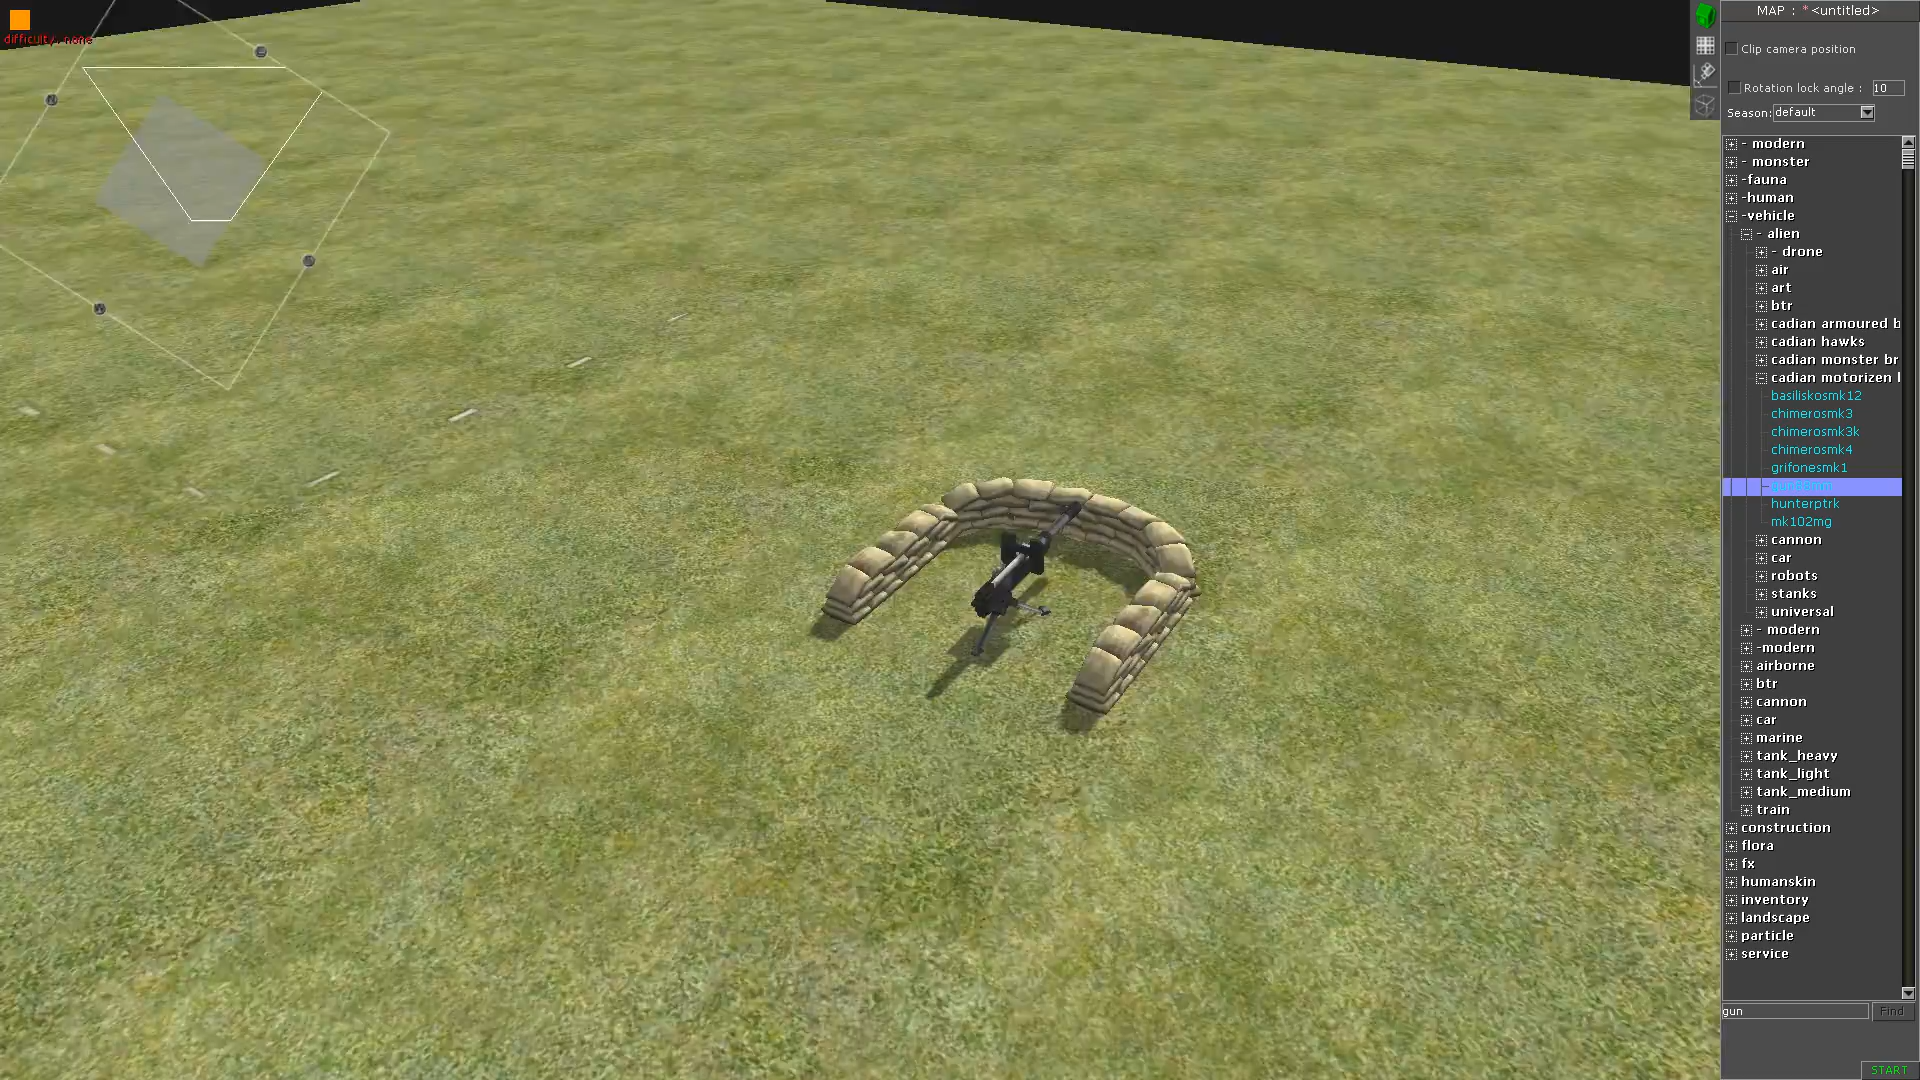 difficulty: none
MAP : * <untitled>
Clip camera position
Rotation lock angle : 10
Season: default
- modern
- monster
-fauna
-human
-vehicle
- alien
- drone
air
art
btr
cadian armoured b
cadian hawks
cadian monster br
cadian motorizen l
basiliskosmk12
chimerosmk3
chimerosmk3k
chimerosmk4
grifonesmk1
hunterptrk
mk102mg
cannon
car
robots
stanks
universal
- modern
-modern
airborne
btr
cannon
car
marine
tank_heavy
tank_light
tank_medium
train
construction
flora
fx
humanskin
inventory
landscape
particle
service
gun Find
START